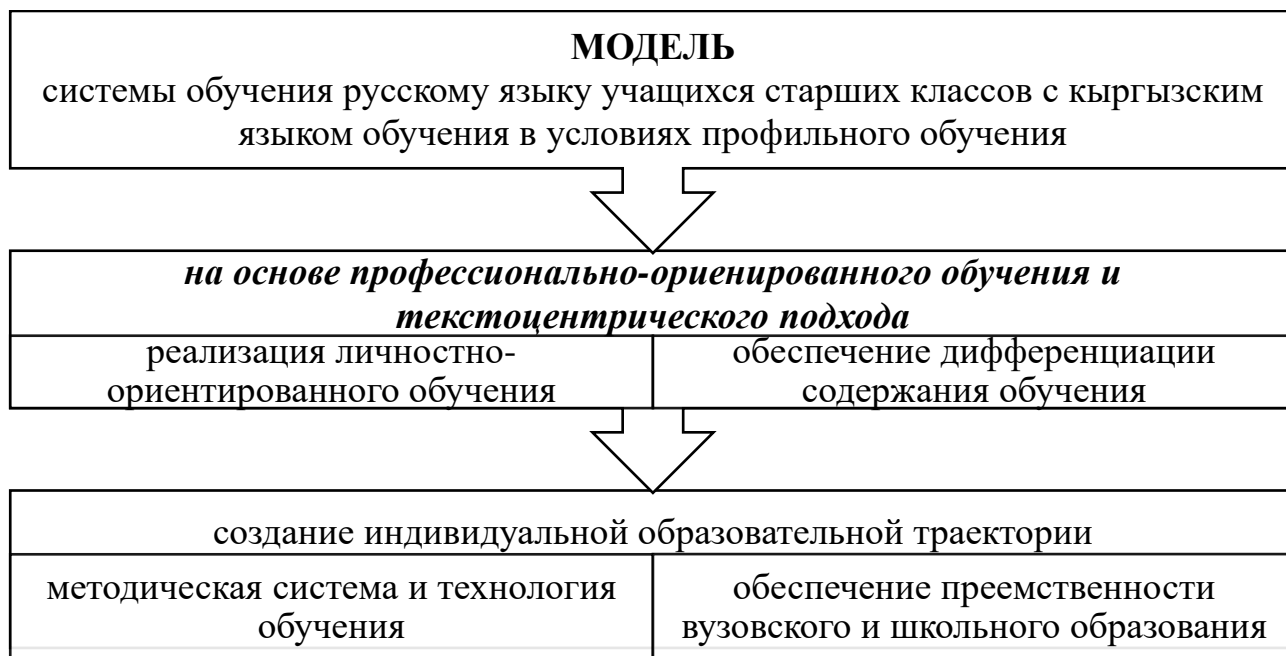 МОДЕЛЬ
системы обучения русскому языку учащихся старших классов с кыргызским
языком обучения в условиях профильного обучения
на основе профессионально-ориенированного обучения и
текстоцентрического подхода
реализация личностно-
ориентированного обучения
обеспечение дифференциации
содержания обучения
создание индивидуальной образовательной траектории
методическая система и технология
обучения
обеспечение преемственности
вузовского и школьного образования